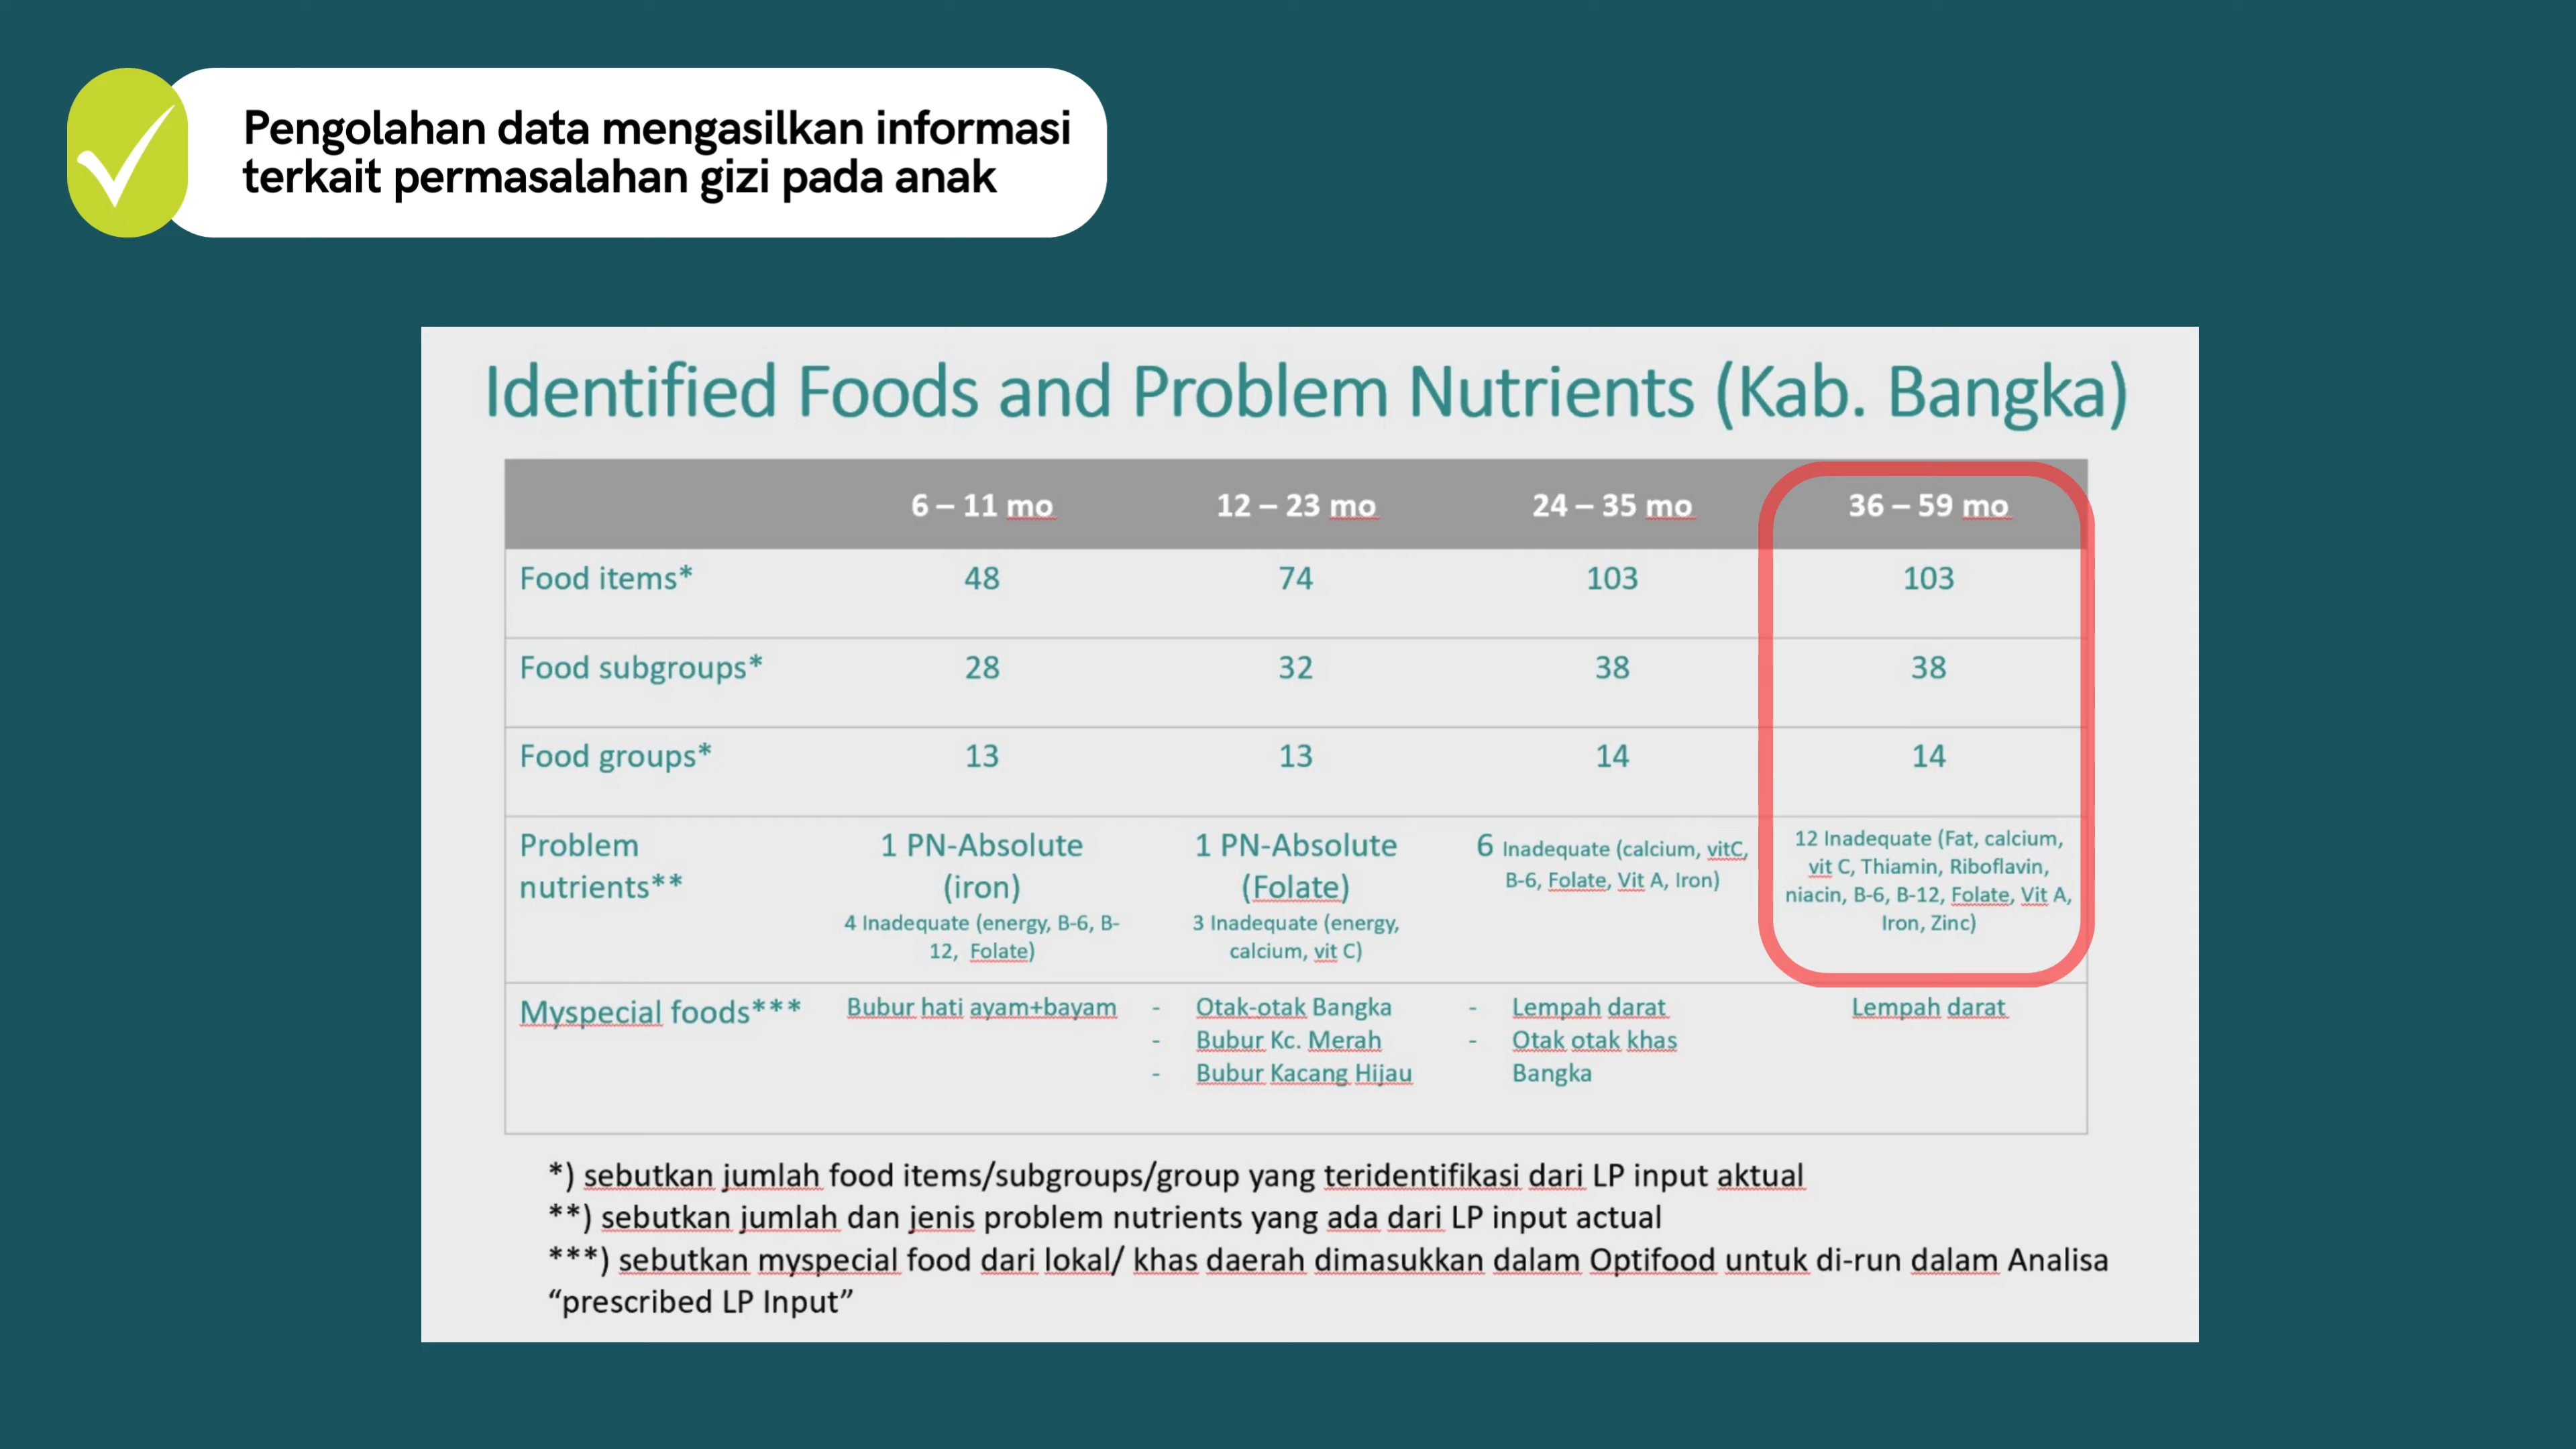 Pengolahan data mengasilkan informasi
terkait permasalahan gizi pada anak
Identified Foods and Problem Nutrients (Kab. Bangka)
6 – 11 mo
12 – 23 mo
24 – 35 mo
36 – 59 mo
Food items*
48
74
103
103
Food subgroups*
28
32
38
38
Food groups*
13
13
14
14
Problem
nutrients**
1 PN-Absolute
(iron)
4 Inadequate (energy, B-6, B-
12, Folate)
1 PN-Absolute
(Folate)
3 Inadequate (energy,
calcium, vit C)
6 Inadequate (calcium, vitC,
B-6, Folate, Vit A, Iron)
12 Inadequate (Fat, calcium,
vit C, Thiamin, Riboflavin,
niacin, B-6, B-12, Folate, Vit A,
Iron, Zinc)
Myspecial foods***
Bubur hati ayam+bayam
- Otak-otak Bangka
- Bubur Kc. Merah
- Bubur Kacang Hijau
- Lempah darat
- Otak otak khas
Bangka
Lempah darat
*) sebutkan jumlah food items/subgroups/group yang teridentifikasi dari LP input aktual
**) sebutkan jumlah dan jenis problem nutrients yang ada dari LP input actual
***) sebutkan myspecial food dari lokal/ khas daerah dimasukkan dalam Optifood untuk di-run dalam Analisa
“prescribed LP Input”